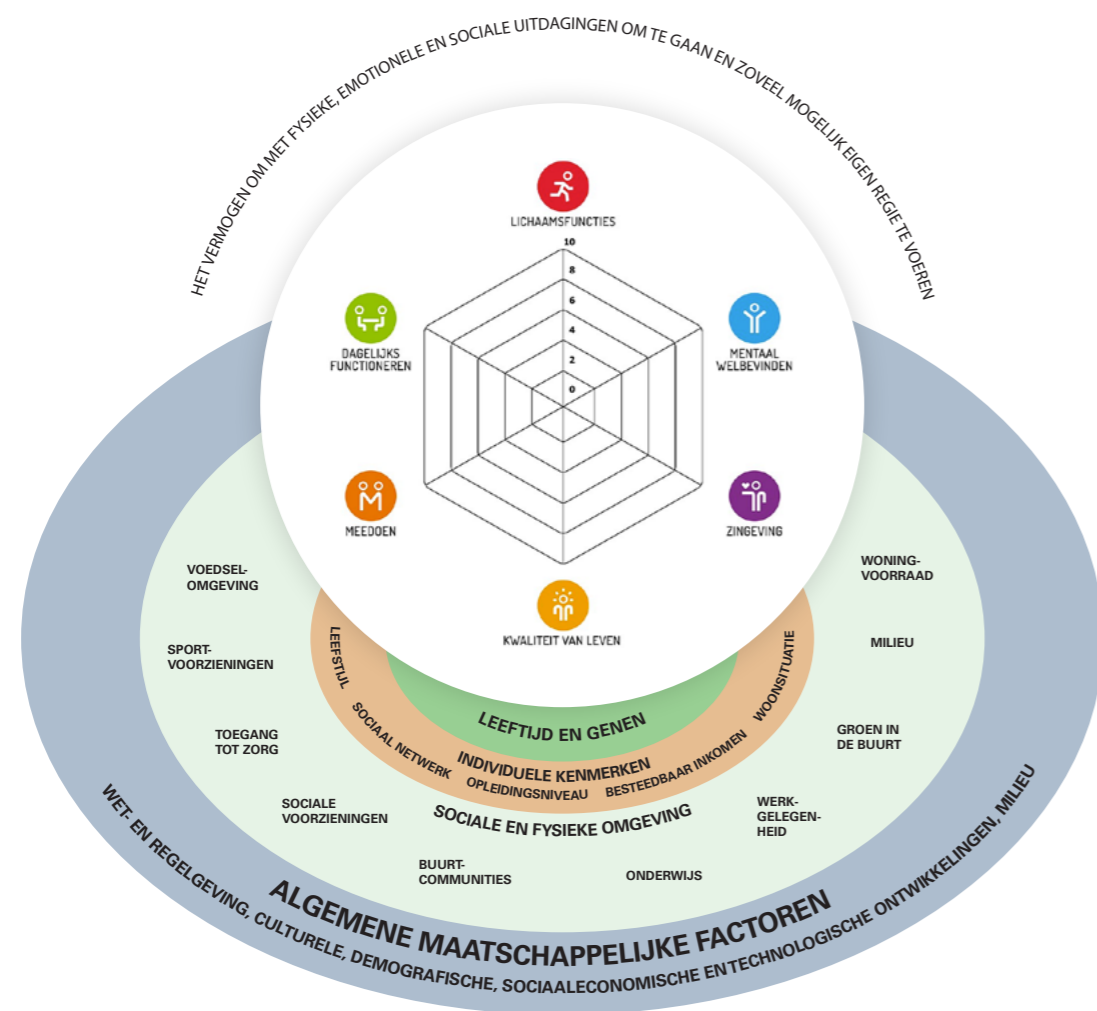 HET VERMOGEN OM MET FYSIEKE, EMOTIONELE EN SOCIALE UITDAGINGEN OM TE GAAN EN ZOVEEL MOGELIJK EIGEN REGIE TE VOEREN
LICHAAMSFUNCTIES
10
8
6
4
2
0
DAGELIJKS
FUNCTIONEREN
MENTAAL
WELBEVINDEN
MEEDOEN
ZINGEVING
KWALITEIT VAN LEVEN
VOEDSEL-
OMGEVING
SPORT-
VOORZIENINGEN
TOEGANG
TOT ZORG
SOCIALE
VOORZIENINGEN
BUURT-
COMMUNITIES
ONDERWIJS
WERK-
GELEGEN-
HEID
GROEN IN
DE BUURT
MILIEU
WONING-
VOORRAAD
LEEFTIJD EN GENEN
INDIVIDUELE KENMERKEN
LEEFSTIJL
SOCIAAL NETWERK
OPLEIDINGSNIVEAU
BESTEEDBAAR INKOMEN
WOONSITUATIE
SOCIALE EN FYSIEKE OMGEVING
ALGEMENE MAATSCHAPPELIJKE FACTOREN
WET- EN REGELGEVING, CULTURELE, DEMOGRAFISCHE, SOCIAALECONOMISCHE EN TECHNOLOGISCHE ONTWIKKELINGEN, MILIEU